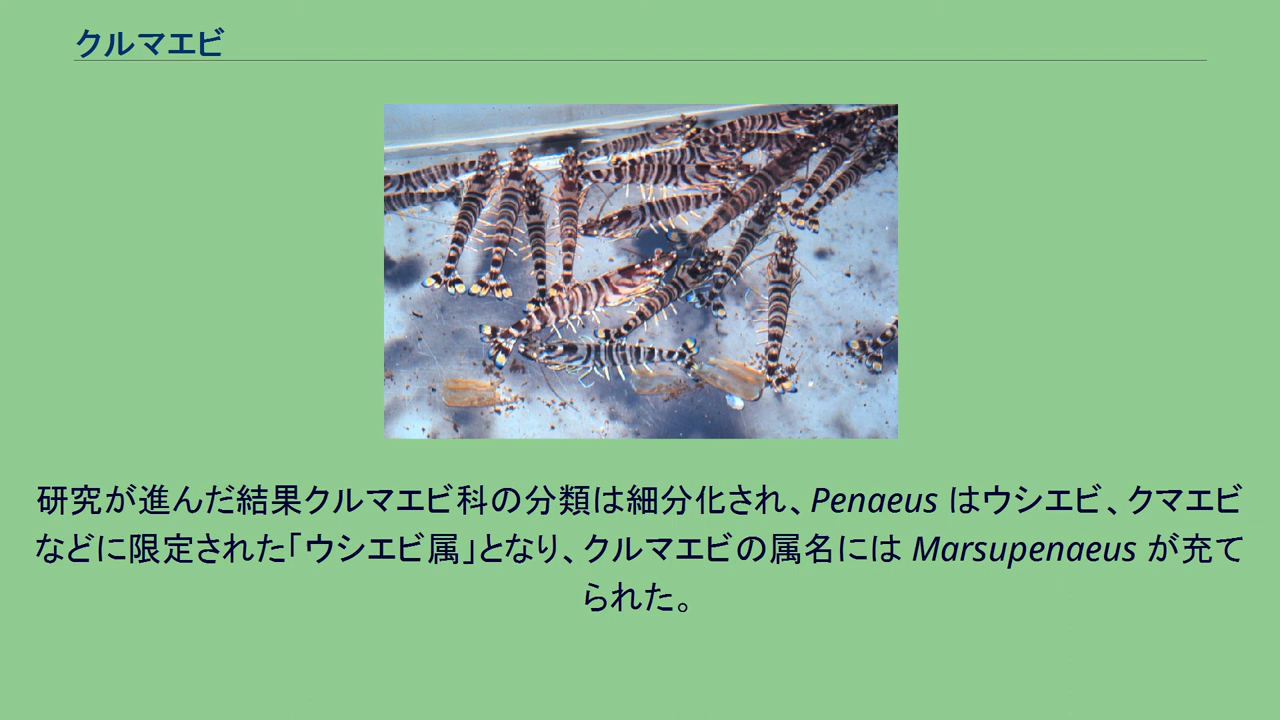 クルマエビ
研究が進んだ結果クルマエビ科の分類は細分化され、Penaeus はウシエビ、クマエビ
などに限定された「ウシエビ属」となり、クルマエビの属名には Marsupenaeus が充て
られた。